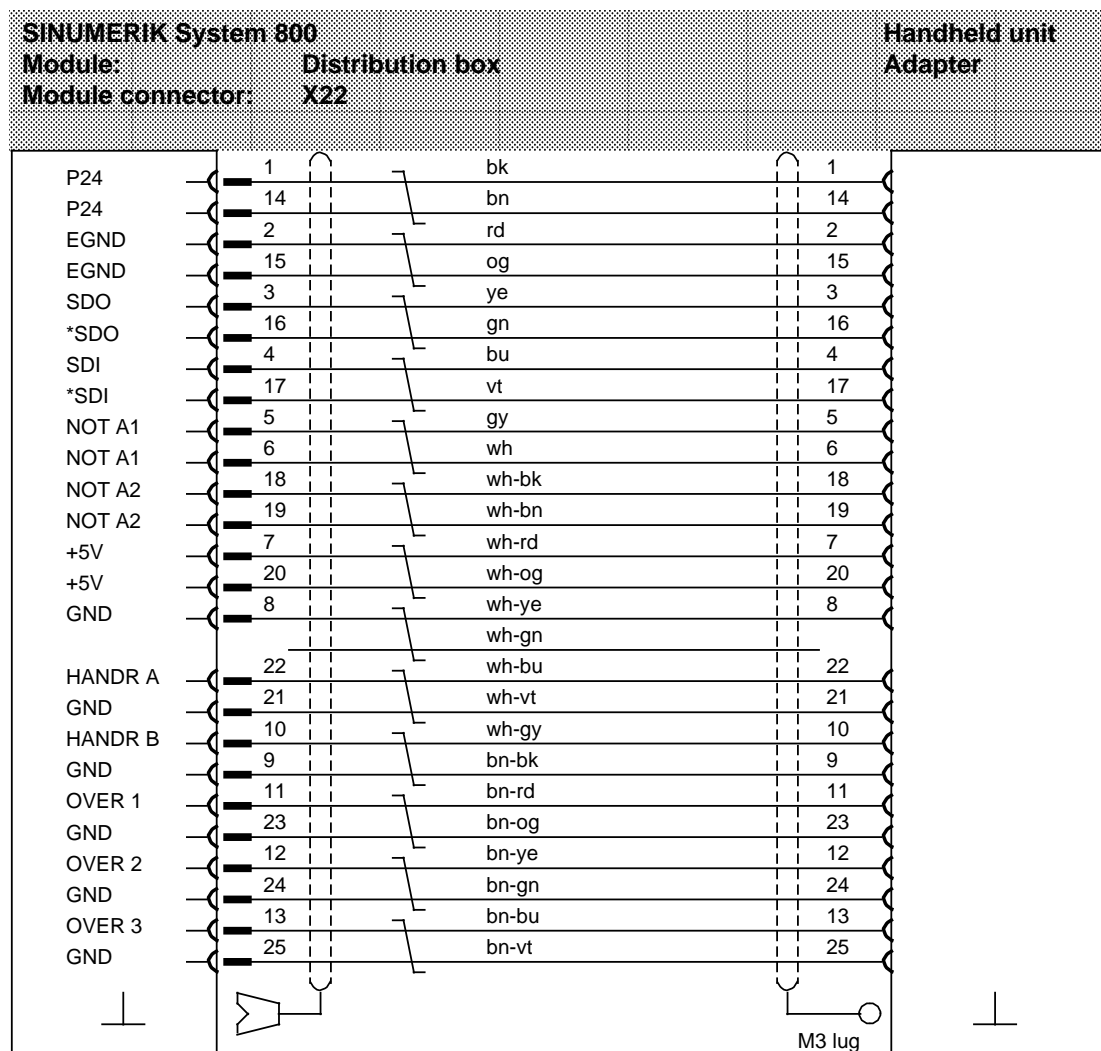 SINUMERIK System 800 Handheld unit
Module: Distribution box Adapter
Module connector: X22
P24 1 bk 1
P24 14 bn 14
EGND 2 rd 2
EGND 15 og 15
SDO 3 ye 3
*SDO 16 gn 16
SDI 4 bu 4
*SDI 17 vt 17
NOT A1 5 gy 5
NOT A1 6 wh 6
NOT A2 18 wh-bk 18
NOT A2 19 wh-bn 19
+5V 7 wh-rd 7
+5V 20 wh-og 20
GND 8 wh-ye 8
wh-gn
HANDR A 22 wh-bu 22
GND 21 wh-vt 21
HANDR B 10 wh-gy 10
GND 9 bn-bk 9
OVER 1 11 bn-rd 11
GND 23 bn-og 23
OVER 2 12 bn-ye 12
GND 24 bn-gn 24
OVER 3 13 bn-bu 13
GND 25 bn-vt 25
M3 lug